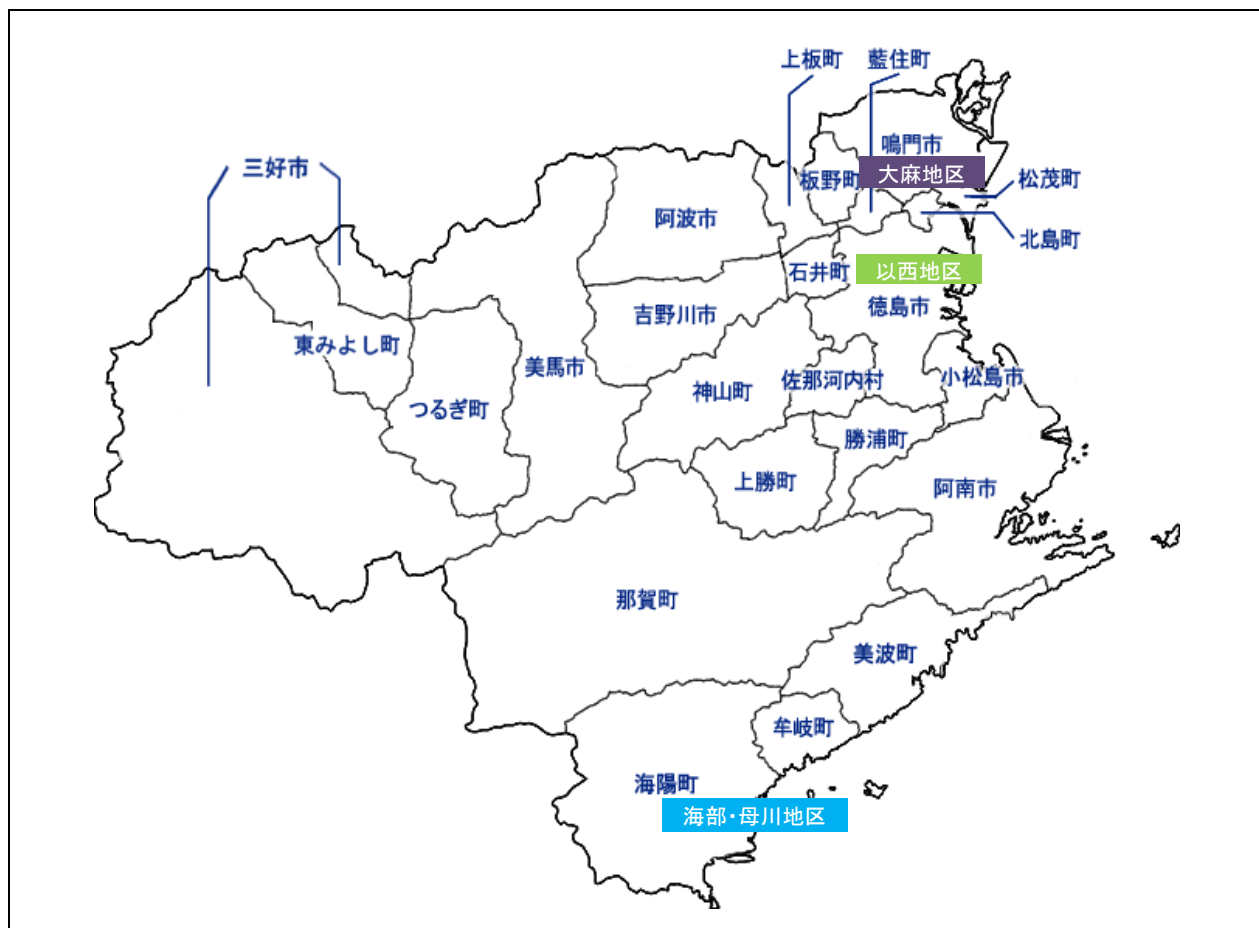 上板町
藍住町
鳴門市
三好市
板野町
大麻地区
松茂町
阿波市
北島町
石井町
以西地区
吉野川市
徳島市
東みよし町
美馬市
佐那河内村
小松島市
神山町
つるぎ町
勝浦町
上勝町
阿南市
那賀町
美波町
牟岐町
海陽町
海部・母川地区